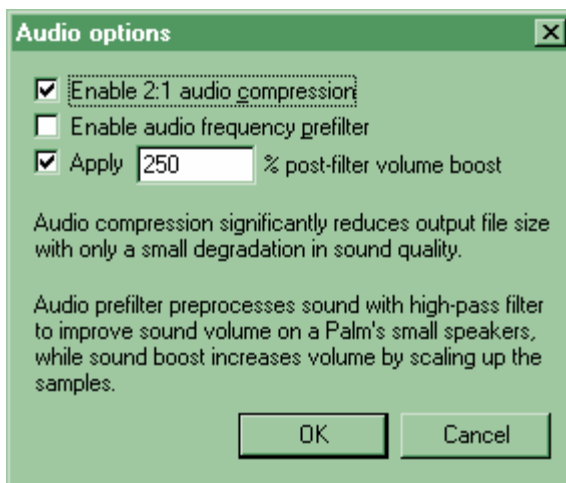 Audio options
Enable 2:1 audio compression
Enable audio frequency prefilter
Apply 250 % post-filter volume boost
Audio compression significantly reduces output file size
with only a small degradation in sound quality.
Audio prefilter preprocesses sound with high-pass filter
to improve sound volume on a Palm's small speakers,
while sound boost increases volume by scaling up the
samples.
OK Cancel